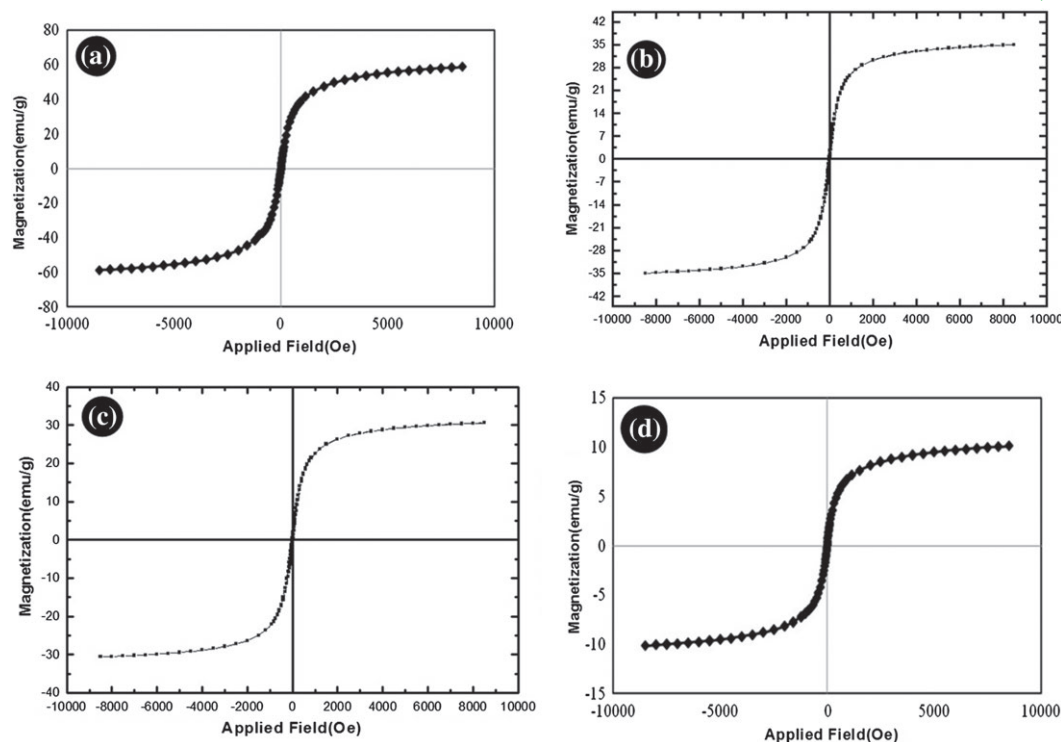 (a)
80
60
40
20
0
-20
-40
-60
-80
Magnetization(emu/g)
-10000 -5000 0 5000 10000
Applied Field(Oe)
(b)
45
35
28
21
14
7
0
-7
-14
-21
-28
-35
-42
Magnetization(emu/g)
-10000 -8000 -6000 -4000 -2000 0 2000 4000 6000 8000 10000
Applied Field(Oe)
(c)
40
30
20
10
0
-10
-20
-30
-40
Magnetization(emu/g)
-10000 -8000 -6000 -4000 -2000 0 2000 4000 6000 8000 10000
Applied Field(Oe)
(d)
15
10
5
0
-5
-10
-15
Magnetization(emu/g)
-10000 -5000 0 5000 10000
Applied Field(Oe)